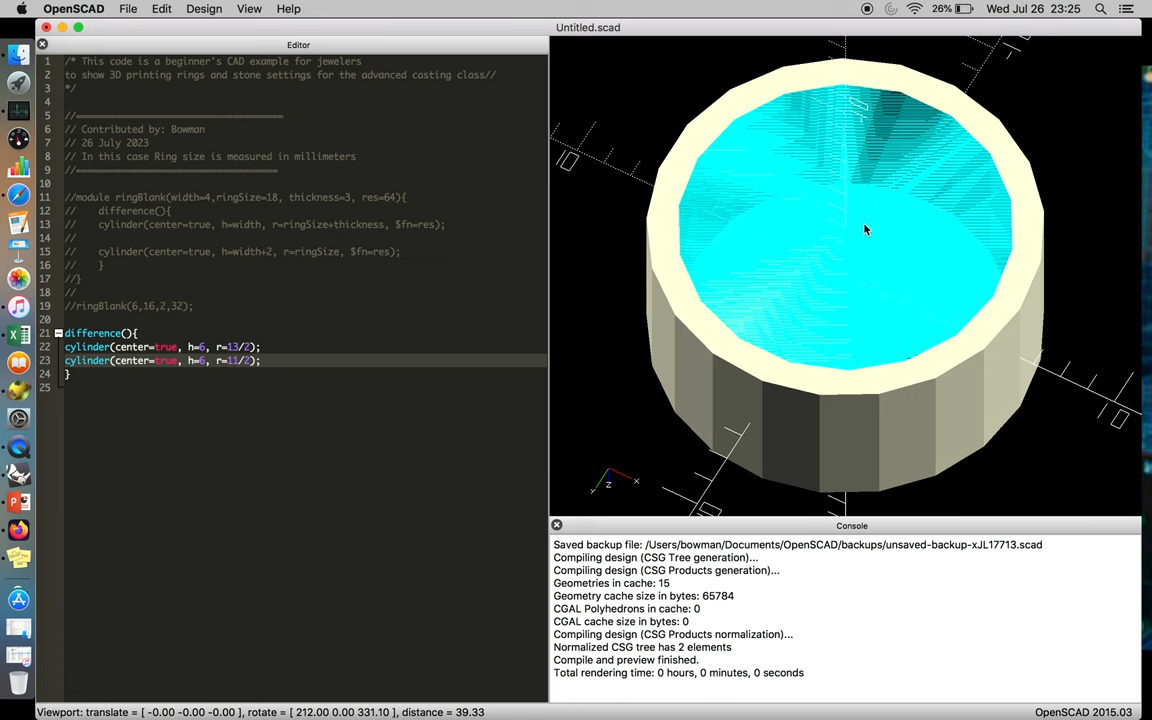 OpenSCAD File Edit Design View Help 26% Wed Jul 26 23:25
Untitled.scad
Editor
1 /* This code is a beginner's CAD example for jewelers
2 to show 3D printing rings and stone settings for the advanced casting class//
3 */
4
5 //===================================
6 // Contributed by: Bowman
7 // 26 July 2023
8 // In this case Ring size is measured in millimeters
9 //==================================
10
11 //module ringBlank(width=4,ringSize=18, thickness=3, res=64){
12 // difference(){
13 // cylinder(center=true, h=width, r=ringSize+thickness, $fn=res);
14 //
15 // cylinder(center=true, h=width+2, r=ringSize, $fn=res);
16 // }
17 //}
18 //
19 //ringBlank(6,16,2,32);
20
21 difference(){
22 cylinder(center=true, h=6, r=13/2);
23 cylinder(center=true, h=6, r=11/2);
24 }
25
10
10
10
x
y
z
Console
Saved backup file: /Users/bowman/Documents/OpenSCAD/backups/unsaved-backup-xJL17713.scad
Compiling design (CSG Tree generation)...
Compiling design (CSG Products generation)...
Geometries in cache: 15
Geometry cache size in bytes: 65784
CGAL Polyhedrons in cache: 0
CGAL cache size in bytes: 0
Compiling design (CSG Products normalization)...
Normalized CSG tree has 2 elements
Compile and preview finished.
Total rendering time: 0 hours, 0 minutes, 0 seconds
Viewport: translate = [ -0.00 -0.00 -0.00 ], rotate = [ 212.00 0.00 331.10 ], distance = 39.33 OpenSCAD 2015.03